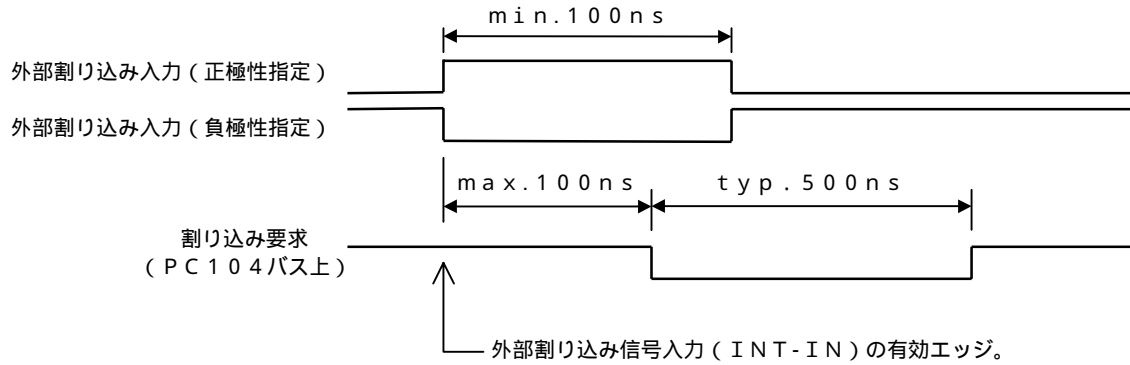 ｍｉｎ．１００ｎｓ
外部割り込み入力（正極性指定）
外部割り込み入力（負極性指定）
ｍａｘ．１００ｎｓ
ｔｙｐ．５００ｎｓ
割り込み要求
（ＰＣ１０４バス上）
外部割り込み信号入力（ＩＮＴ-ＩＮ）の有効エッジ。